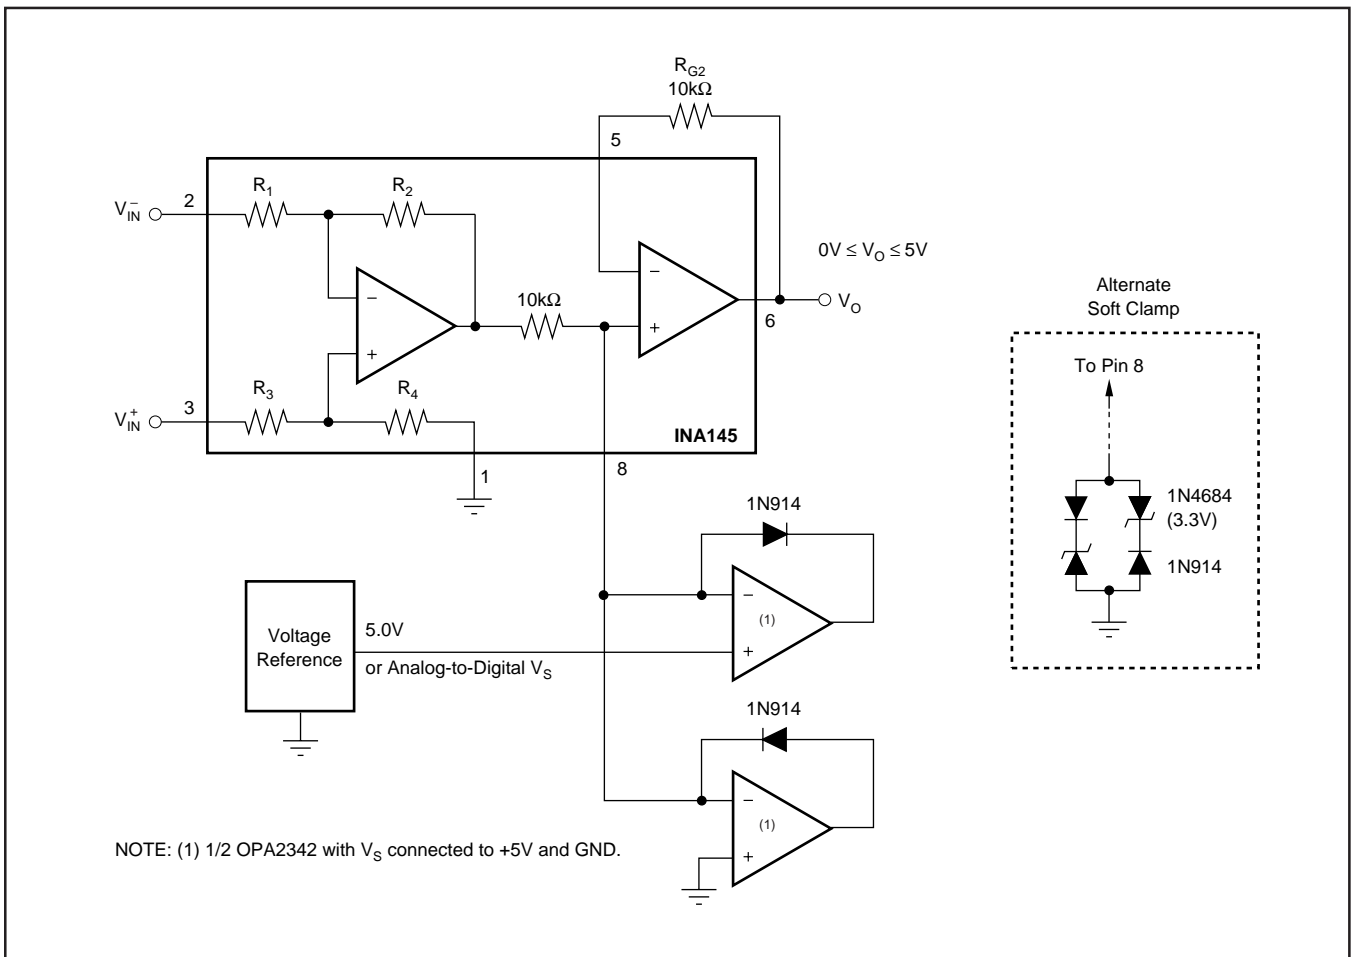 R_G2
10kΩ
5
R_1
R_2
2
V_IN^−
−
+
10kΩ
−
+
0V ≤ V_O ≤ 5V
V_O
6
R_3
R_4
3
V_IN^+
INA145
1
8
Alternate
Soft Clamp
To Pin 8
1N4684
(3.3V)
1N914
1N914
−
(1)
+
Voltage
Reference
5.0V
or Analog-to-Digital V_S
1N914
−
(1)
+
NOTE: (1) 1/2 OPA2342 with V_S connected to +5V and GND.